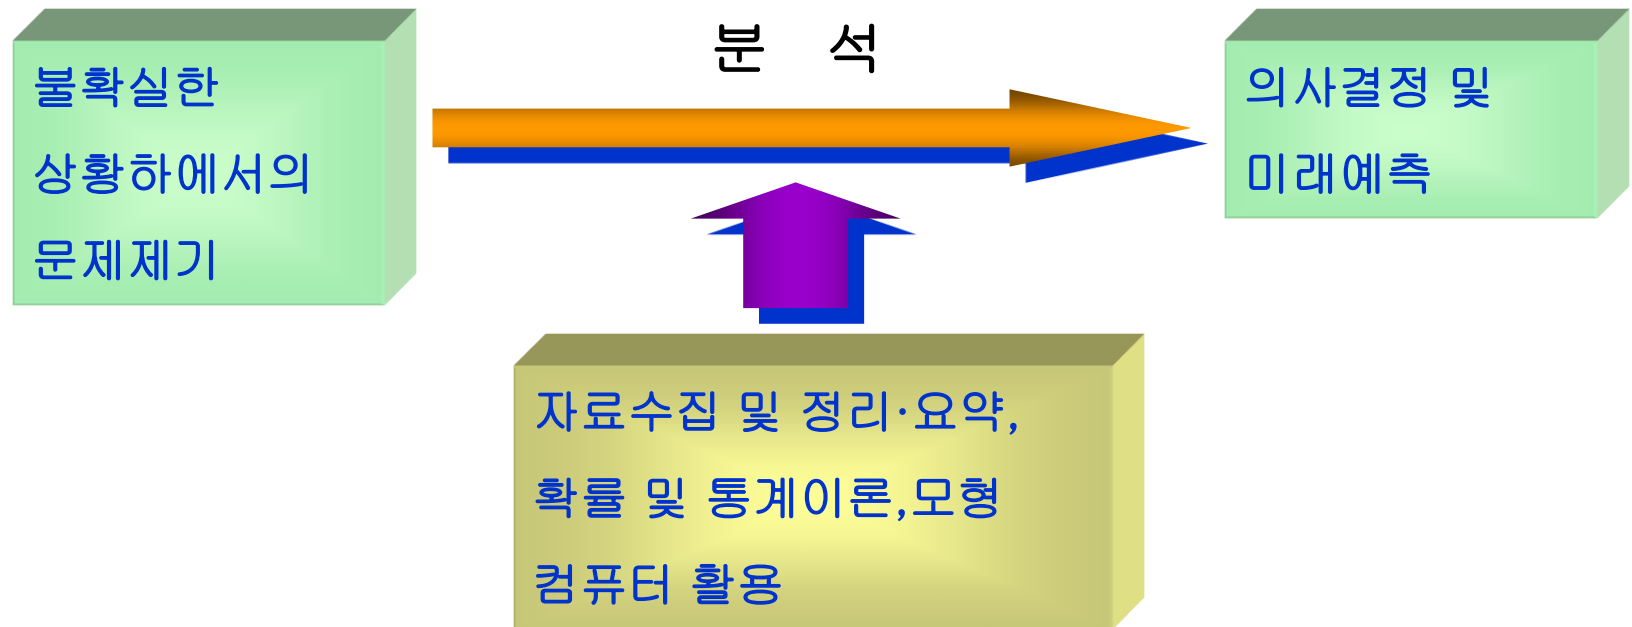 불확실한
상황하에서의
문제제기
분 석
의사결정 및
미래예측
자료수집 및 정리·요약,
확률 및 통계이론,모형
컴퓨터 활용